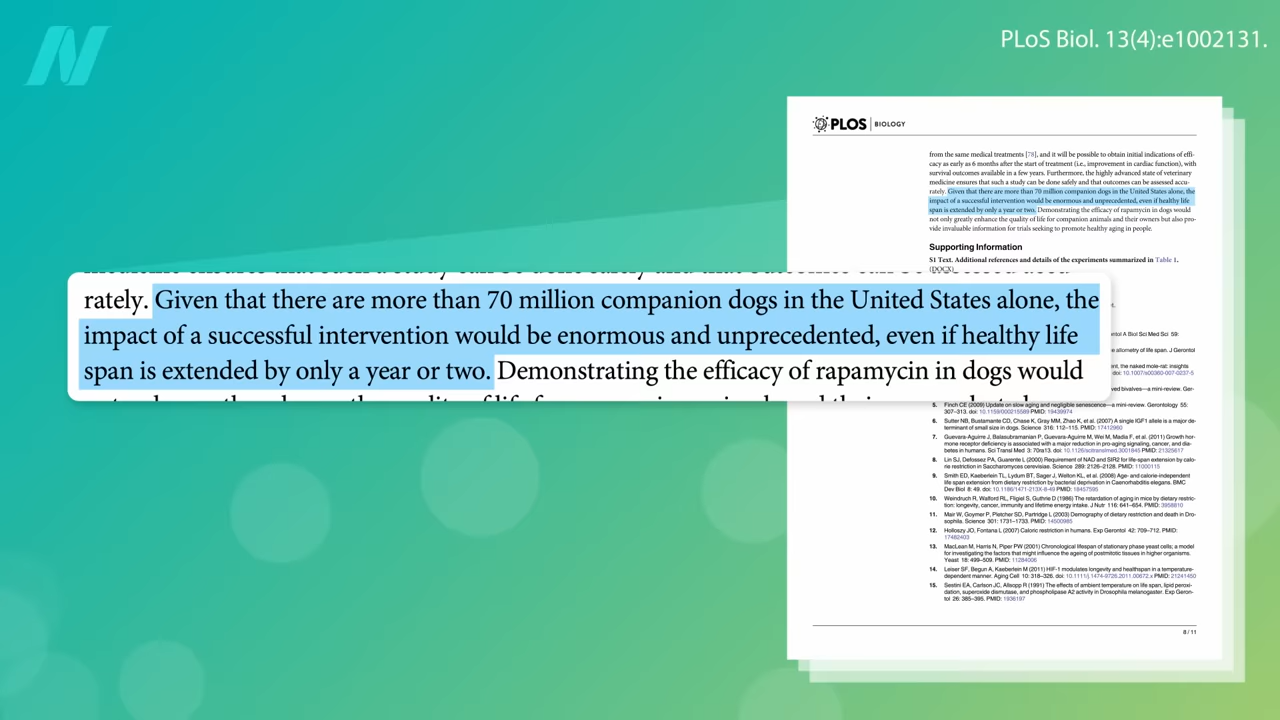 N
PLoS Biol. 13(4):e1002131.
PLOS | BIOLOGY
from the same medical treatments [78], and it will be possible to obtain initial indications of effi-
cacy as early as 6 months after the start of treatment (i.e., improvement in cardiac function), with
survival outcomes available in a few years. Furthermore, the highly advanced state of veterinary
medicine ensures that such a study can be done safely and that outcomes can be assessed accu-
rately. Given that there are more than 70 million companion dogs in the United States alone, the
impact of a successful intervention would be enormous and unprecedented, even if healthy life
span is extended by only a year or two. Demonstrating the efficacy of rapamycin in dogs would
not only greatly enhance the quality of life for companion animals and their owners but also pro-
vide invaluable information for trials seeking to promote healthy aging in people.
Supporting Information
S1 Text. Additional references and details of the experiments summarized in Table 1.
(DOCX)
rately. Given that there are more than 70 million companion dogs in the United States alone, the
impact of a successful intervention would be enormous and unprecedented, even if healthy life
span is extended by only a year or two. Demonstrating the efficacy of rapamycin in dogs would
5. Finch CE (2009) Update on slow aging and negligible senescence—a mini-review. Gerontology 55:
307–313. doi: 10.1159/000215589 PMID: 19439974
6. Sutter NB, Bustamante CD, Chase K, Gray MM, Zhao K, et al. (2007) A single IGF1 allele is a major de-
terminant of small size in dogs. Science 316: 112–115. PMID: 17412960
7. Guevara-Aguirre J, Balasubramanian P, Guevara-Aguirre M, Wei M, Madia F, et al. (2011) Growth hor-
mone receptor deficiency is associated with a major reduction in pro-aging signaling, cancer, and dia-
betes in humans. Sci Transl Med 3: 70ra13. doi: 10.1126/scitranslmed.3001845 PMID: 21325617
8. Lin SJ, Defossez PA, Guarente L (2000) Requirement of NAD and SIR2 for life-span extension by calo-
rie restriction in Saccharomyces cerevisiae. Science 289: 2126–2128. PMID: 11000115
9. Smith ED, Kaeberlein TL, Lydum BT, Sager J, Welton KL, et al. (2008) Age- and calorie-independent
life span extension from dietary restriction by bacterial deprivation in Caenorhabditis elegans. BMC
Dev Biol 8: 49. doi: 10.1186/1471-213X-8-49 PMID: 18457595
10. Weindruch R, Walford RL, Fligiel S, Guthrie D (1986) The retardation of aging in mice by dietary restric-
tion: longevity, cancer, immunity and lifetime energy intake. J Nutr 116: 641–654. PMID: 3958810
11. Mair W, Goymer P, Pletcher SD, Partridge L (2003) Demography of dietary restriction and death in Dro-
sophila. Science 301: 1731–1733. PMID: 14500985
12. Holloszy JO, Fontana L (2007) Caloric restriction in humans. Exp Gerontol 42: 709–712. PMID:
17482403
13. MacLean M, Harris N, Piper PW (2001) Chronological lifespan of stationary phase yeast cells; a model
for investigating the factors that might influence the ageing of postmitotic tissues in higher organisms.
Yeast 18: 499–509. PMID: 11284006
14. Leiser SF, Begun A, Kaeberlein M (2011) HIF-1 modulates longevity and healthspan in a temperature-
dependent manner. Aging Cell 10: 318–326. doi: 10.1111/j.1474-9726.2011.00672.x PMID: 21241450
15. Sestini EA, Carlson JC, Allsopp R (1991) The effects of ambient temperature on life span, lipid peroxi-
dation, superoxide dismutase, and phospholipase A2 activity in Drosophila melanogaster. Exp Geron-
tol 26: 385–395. PMID: 1936197
8 / 11